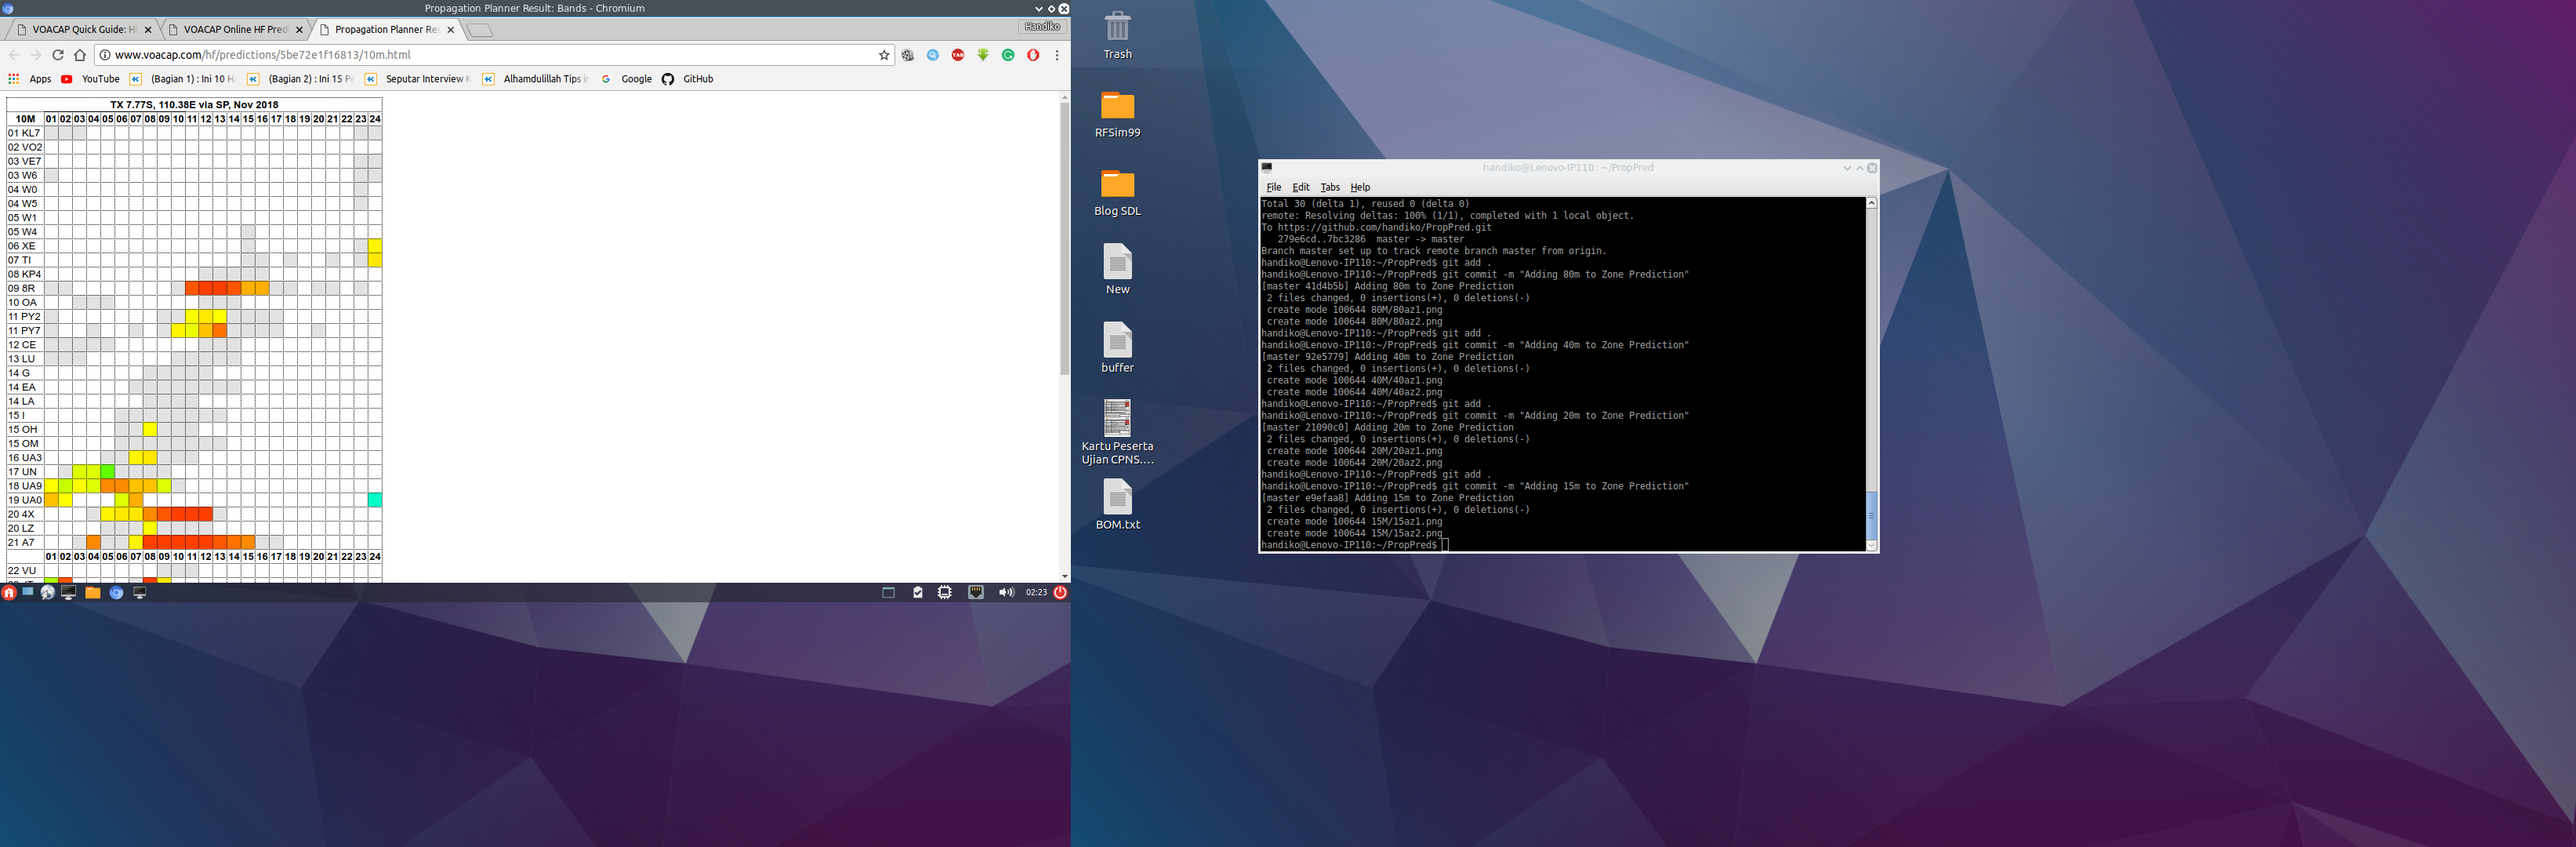 Propagation Planner Result: Bands - Chromium
VOACAP Quick Guide: H
VOACAP Online HF Pred
Propagation Planner Re
Handiko
www.voacap.com/hf/predictions/5be72e1f16813/10m.html
Apps
YouTube
(Bagian 1) : Ini 10 H
(Bagian 2) : Ini 15 P
Seputar Interview K
Alhamdulillah Tips i
Google
GitHub
TX 7.77S, 110.38E via SP, Nov 2018
10M 01 02 03 04 05 06 07 08 09 10 11 12 13 14 15 16 17 18 19 20 21 22 23 24
01 KL7
02 VO2
03 VE7
03 W6
04 W0
04 W5
05 W1
05 W4
06 XE
07 TI
08 KP4
09 8R
10 OA
11 PY2
11 PY7
12 CE
13 LU
14 G
14 EA
14 LA
15 I
15 OH
15 OM
16 UA3
17 UN
18 UA9
19 UA0
20 4X
20 LZ
21 A7
01 02 03 04 05 06 07 08 09 10 11 12 13 14 15 16 17 18 19 20 21 22 23 24
22 VU
02:23
Trash
RFSim99
Blog SDL
New
buffer
Kartu Peserta
Ujian CPNS....
BOM.txt
handiko@Lenovo-IP110: ~/PropPred
File Edit Tabs Help
Total 30 (delta 1), reused 0 (delta 0)
remote: Resolving deltas: 100% (1/1), completed with 1 local object.
To https://github.com/handiko/PropPred.git
279e6cd..7bc3286 master -> master
Branch master set up to track remote branch master from origin.
handiko@Lenovo-IP110:~/PropPred$ git add .
handiko@Lenovo-IP110:~/PropPred$ git commit -m "Adding 80m to Zone Prediction"
[master 41d4b5b] Adding 80m to Zone Prediction
2 files changed, 0 insertions(+), 0 deletions(-)
create mode 100644 80M/80az1.png
create mode 100644 80M/80az2.png
handiko@Lenovo-IP110:~/PropPred$ git add .
handiko@Lenovo-IP110:~/PropPred$ git commit -m "Adding 40m to Zone Prediction"
[master 92e5779] Adding 40m to Zone Prediction
2 files changed, 0 insertions(+), 0 deletions(-)
create mode 100644 40M/40az1.png
create mode 100644 40M/40az2.png
handiko@Lenovo-IP110:~/PropPred$ git add .
handiko@Lenovo-IP110:~/PropPred$ git commit -m "Adding 20m to Zone Prediction"
[master 21090c0] Adding 20m to Zone Prediction
2 files changed, 0 insertions(+), 0 deletions(-)
create mode 100644 20M/20az1.png
create mode 100644 20M/20az2.png
handiko@Lenovo-IP110:~/PropPred$ git add .
handiko@Lenovo-IP110:~/PropPred$ git commit -m "Adding 15m to Zone Prediction"
[master e9efaa8] Adding 15m to Zone Prediction
2 files changed, 0 insertions(+), 0 deletions(-)
create mode 100644 15M/15az1.png
create mode 100644 15M/15az2.png
handiko@Lenovo-IP110:~/PropPred$